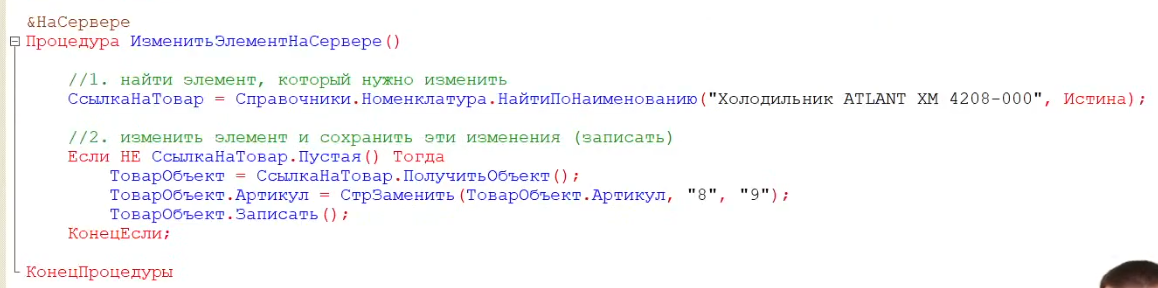 &НаСервере
Процедура ИзменитьЭлементНаСервере()
//1. найти элемент, который нужно изменить
СсылкаНаТовар = Справочники.Номенклатура.НайтиПоНаименованию("Холодильник ATLANT ХМ 4208-000", Истина);
//2. изменить элемент и сохранить эти изменения (записать)
Если НЕ СсылкаНаТовар.Пустая() Тогда
ТоварОбъект = СсылкаНаТовар.ПолучитьОбъект();
ТоварОбъект.Артикул = СтрЗаменить(ТоварОбъект.Артикул, "8", "9");
ТоварОбъект.Записать();
КонецЕсли;
КонецПроцедуры